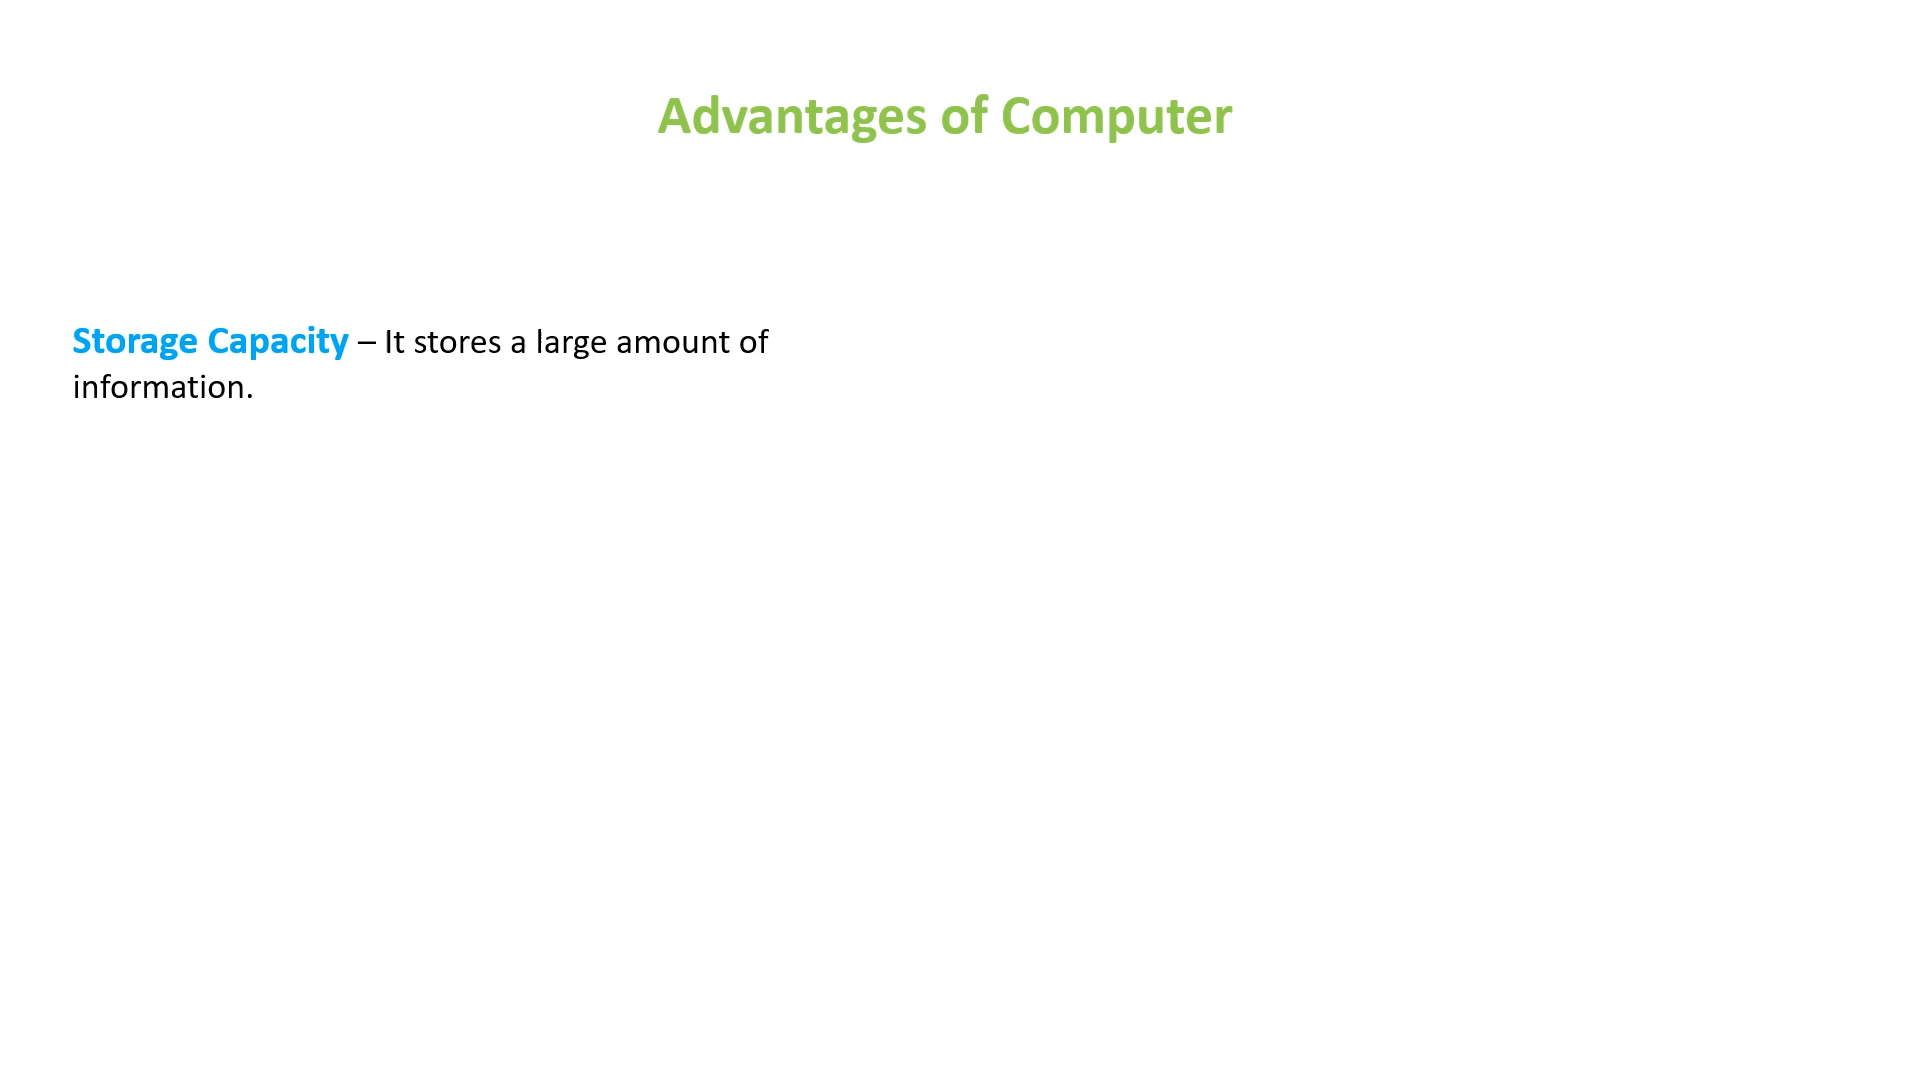 Advantages of Computer
Storage Capacity – It stores a large amount of
information.